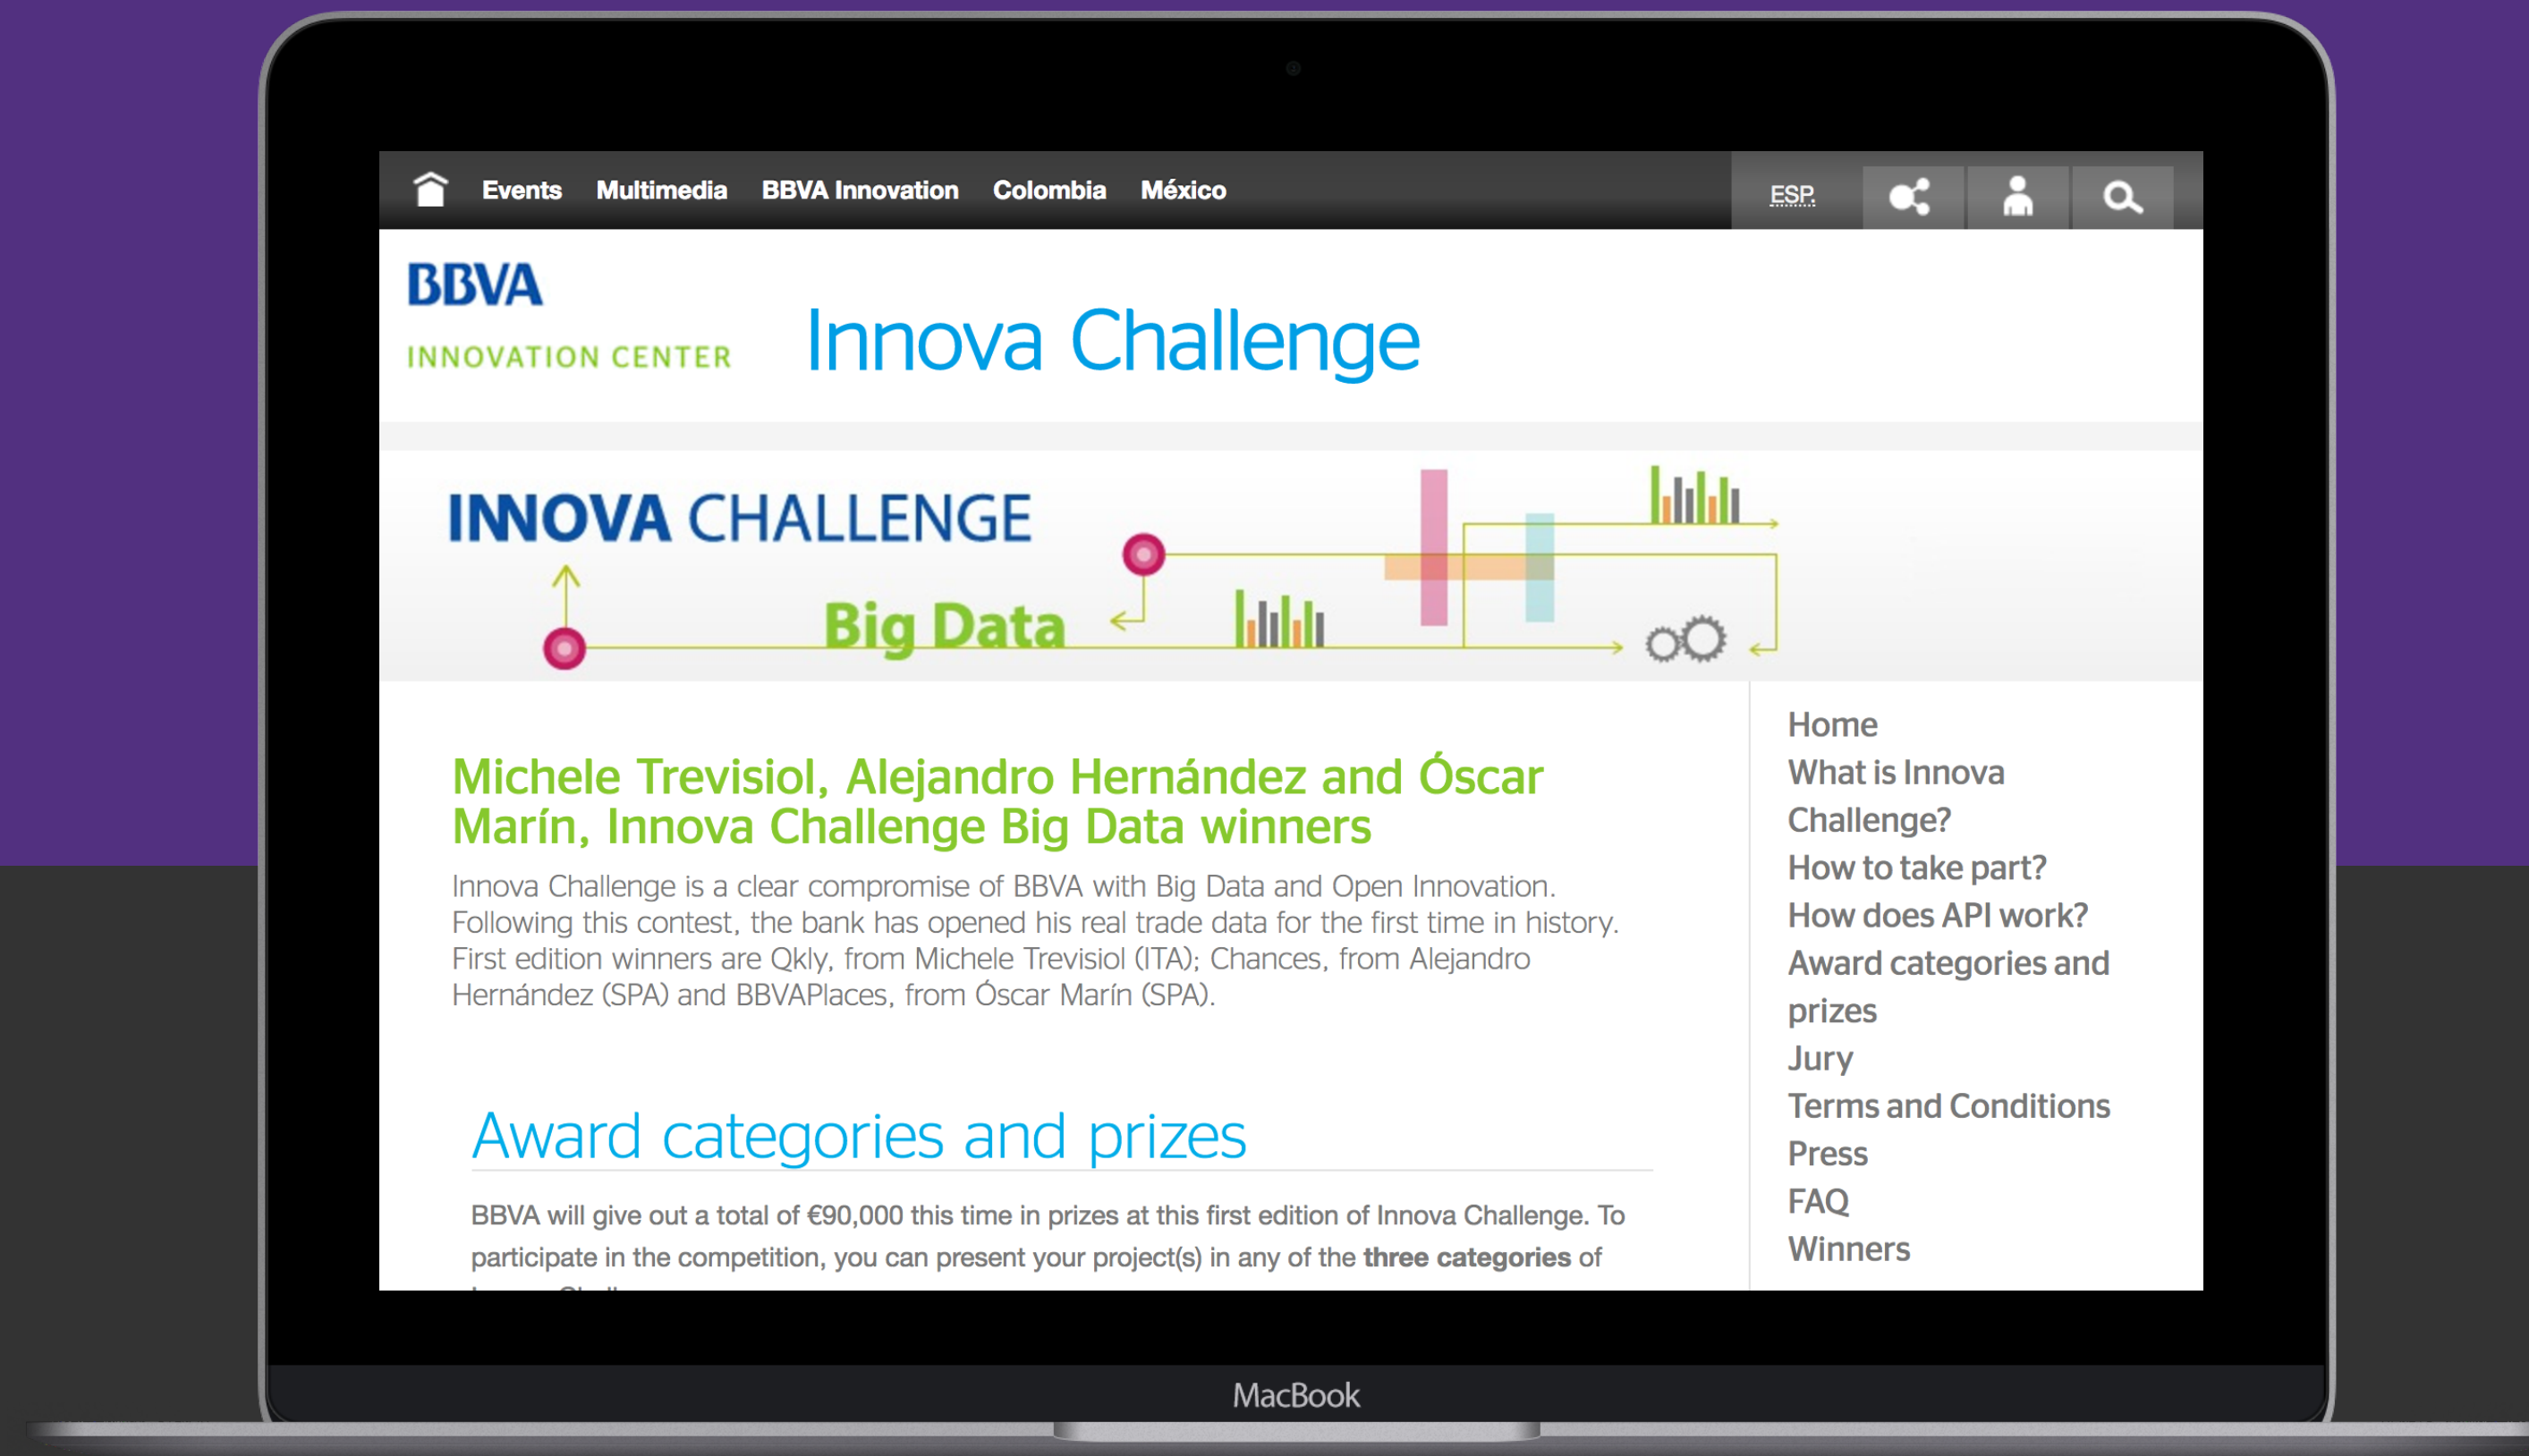 Events Multimedia BBVA Innovation Colombia México ESP.
BBVA
INNOVATION CENTER
Innova Challenge
INNOVA CHALLENGE
Big Data
Michele Trevisiol, Alejandro Hernández and Óscar
Marín, Innova Challenge Big Data winners
Innova Challenge is a clear compromise of BBVA with Big Data and Open Innovation.
Following this contest, the bank has opened his real trade data for the first time in history.
First edition winners are Qkly, from Michele Trevisiol (ITA); Chances, from Alejandro
Hernández (SPA) and BBVAPlaces, from Óscar Marín (SPA).
Award categories and prizes
BBVA will give out a total of €90,000 this time in prizes at this first edition of Innova Challenge. To
participate in the competition, you can present your project(s) in any of the three categories of
Home
What is Innova
Challenge?
How to take part?
How does API work?
Award categories and
prizes
Jury
Terms and Conditions
Press
FAQ
Winners
MacBook